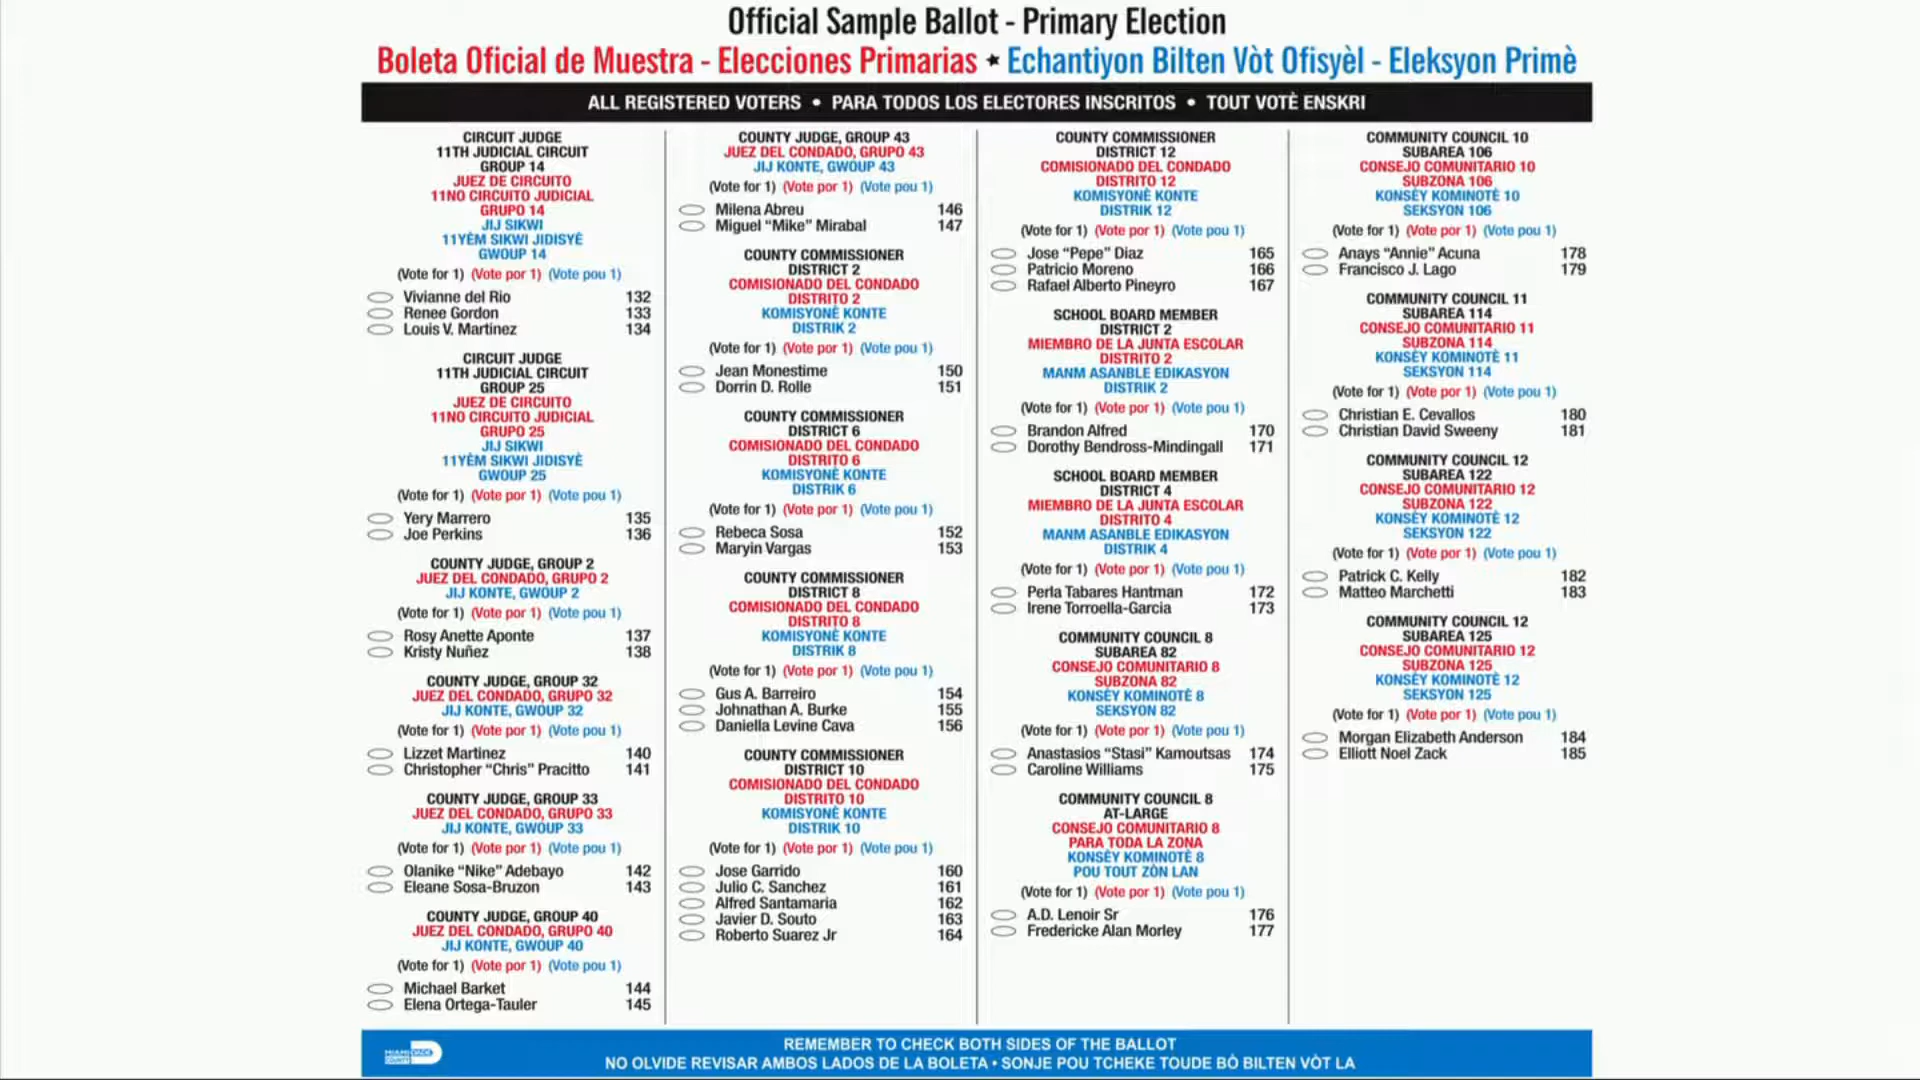 Official Sample Ballot - Primary Election
Boleta Oficial de Muestra - Elecciones Primarias ★ Echantiyon Bilten Vòt Ofisyèl - Eleksyon Primè
ALL REGISTERED VOTERS • PARA TODOS LOS ELECTORES INSCRITOS • TOUT VOTÈ ENSKRI
CIRCUIT JUDGE
11TH JUDICIAL CIRCUIT
GROUP 14
JUEZ DE CIRCUITO
11NO CIRCUITO JUDICIAL
GRUPO 14
JIJ SIKWI
11YÈM SIKWI JIDISYÈ
GWOUP 14
(Vote for 1) (Vote por 1) (Vote pou 1)
Vivianne del Rio 132
Renee Gordon 133
Louis V. Martinez 134
CIRCUIT JUDGE
11TH JUDICIAL CIRCUIT
GROUP 25
JUEZ DE CIRCUITO
11NO CIRCUITO JUDICIAL
GRUPO 25
JIJ SIKWI
11YÈM SIKWI JIDISYÈ
GWOUP 25
(Vote for 1) (Vote por 1) (Vote pou 1)
Yery Marrero 135
Joe Perkins 136
COUNTY JUDGE, GROUP 2
JUEZ DEL CONDADO, GRUPO 2
JIJ KONTE, GWOUP 2
(Vote for 1) (Vote por 1) (Vote pou 1)
Rosy Anette Aponte 137
Kristy Nuñez 138
COUNTY JUDGE, GROUP 32
JUEZ DEL CONDADO, GRUPO 32
JIJ KONTE, GWOUP 32
(Vote for 1) (Vote por 1) (Vote pou 1)
Lizzet Martinez 140
Christopher “Chris” Pracitto 141
COUNTY JUDGE, GROUP 33
JUEZ DEL CONDADO, GRUPO 33
JIJ KONTE, GWOUP 33
(Vote for 1) (Vote por 1) (Vote pou 1)
Olanike “Nike” Adebayo 142
Eleane Sosa-Bruzon 143
COUNTY JUDGE, GROUP 40
JUEZ DEL CONDADO, GRUPO 40
JIJ KONTE, GWOUP 40
(Vote for 1) (Vote por 1) (Vote pou 1)
Michael Barket 144
Elena Ortega-Tauler 145
COUNTY JUDGE, GROUP 43
JUEZ DEL CONDADO, GRUPO 43
JIJ KONTE, GWOUP 43
(Vote for 1) (Vote por 1) (Vote pou 1)
Milena Abreu 146
Miguel “Mike” Mirabal 147
COUNTY COMMISSIONER
DISTRICT 2
COMISIONADO DEL CONDADO
DISTRITO 2
KOMISYONÈ KONTE
DISTRIK 2
(Vote for 1) (Vote por 1) (Vote pou 1)
Jean Monestime 150
Dorrin D. Rolle 151
COUNTY COMMISSIONER
DISTRICT 6
COMISIONADO DEL CONDADO
DISTRITO 6
KOMISYONÈ KONTE
DISTRIK 6
(Vote for 1) (Vote por 1) (Vote pou 1)
Rebeca Sosa 152
Maryin Vargas 153
COUNTY COMMISSIONER
DISTRICT 8
COMISIONADO DEL CONDADO
DISTRITO 8
KOMISYONÈ KONTE
DISTRIK 8
(Vote for 1) (Vote por 1) (Vote pou 1)
Gus A. Barreiro 154
Johnathan A. Burke 155
Daniella Levine Cava 156
COUNTY COMMISSIONER
DISTRICT 10
COMISIONADO DEL CONDADO
DISTRITO 10
KOMISYONÈ KONTE
DISTRIK 10
(Vote for 1) (Vote por 1) (Vote pou 1)
Jose Garrido 160
Julio C. Sanchez 161
Alfred Santamaria 162
Javier D. Souto 163
Roberto Suarez Jr 164
COUNTY COMMISSIONER
DISTRICT 12
COMISIONADO DEL CONDADO
DISTRITO 12
KOMISYONÈ KONTE
DISTRIK 12
(Vote for 1) (Vote por 1) (Vote pou 1)
Jose “Pepe” Diaz 165
Patricio Moreno 166
Rafael Alberto Pineyro 167
SCHOOL BOARD MEMBER
DISTRICT 2
MIEMBRO DE LA JUNTA ESCOLAR
DISTRITO 2
MANM ASANBLE EDIKASYON
DISTRIK 2
(Vote for 1) (Vote por 1) (Vote pou 1)
Brandon Alfred 170
Dorothy Bendross-Mindingall 171
SCHOOL BOARD MEMBER
DISTRICT 4
MIEMBRO DE LA JUNTA ESCOLAR
DISTRITO 4
MANM ASANBLE EDIKASYON
DISTRIK 4
(Vote for 1) (Vote por 1) (Vote pou 1)
Perla Tabares Hantman 172
Irene Torroella-Garcia 173
COMMUNITY COUNCIL 8
SUBAREA 82
CONSEJO COMUNITARIO 8
SUBZONA 82
KONSÈY KOMINOTÈ 8
SEKSYON 82
(Vote for 1) (Vote por 1) (Vote pou 1)
Anastasios “Stasi” Kamoutsas 174
Caroline Williams 175
COMMUNITY COUNCIL 8
AT-LARGE
CONSEJO COMUNITARIO 8
PARA TODA LA ZONA
KONSÈY KOMINOTÈ 8
POU TOUT ZÒN LAN
(Vote for 1) (Vote por 1) (Vote pou 1)
A.D. Lenoir Sr 176
Fredericke Alan Morley 177
COMMUNITY COUNCIL 10
SUBAREA 106
CONSEJO COMUNITARIO 10
SUBZONA 106
KONSÈY KOMINOTÈ 10
SEKSYON 106
(Vote for 1) (Vote por 1) (Vote pou 1)
Anays “Annie” Acuna 178
Francisco J. Lago 179
COMMUNITY COUNCIL 11
SUBAREA 114
CONSEJO COMUNITARIO 11
SUBZONA 114
KONSÈY KOMINOTÈ 11
SEKSYON 114
(Vote for 1) (Vote por 1) (Vote pou 1)
Christian E. Cevallos 180
Christian David Sweeny 181
COMMUNITY COUNCIL 12
SUBAREA 122
CONSEJO COMUNITARIO 12
SUBZONA 122
KONSÈY KOMINOTÈ 12
SEKSYON 122
(Vote for 1) (Vote por 1) (Vote pou 1)
Patrick C. Kelly 182
Matteo Marchetti 183
COMMUNITY COUNCIL 12
SUBAREA 125
CONSEJO COMUNITARIO 12
SUBZONA 125
KONSÈY KOMINOTÈ 12
SEKSYON 125
(Vote for 1) (Vote por 1) (Vote pou 1)
Morgan Elizabeth Anderson 184
Elliott Noel Zack 185
MIAMI-DADE
COUNTY
REMEMBER TO CHECK BOTH SIDES OF THE BALLOT
NO OLVIDE REVISAR AMBOS LADOS DE LA BOLETA • SONJE POU TCHEKE TOUDE BÒ BILTEN VÒT LA